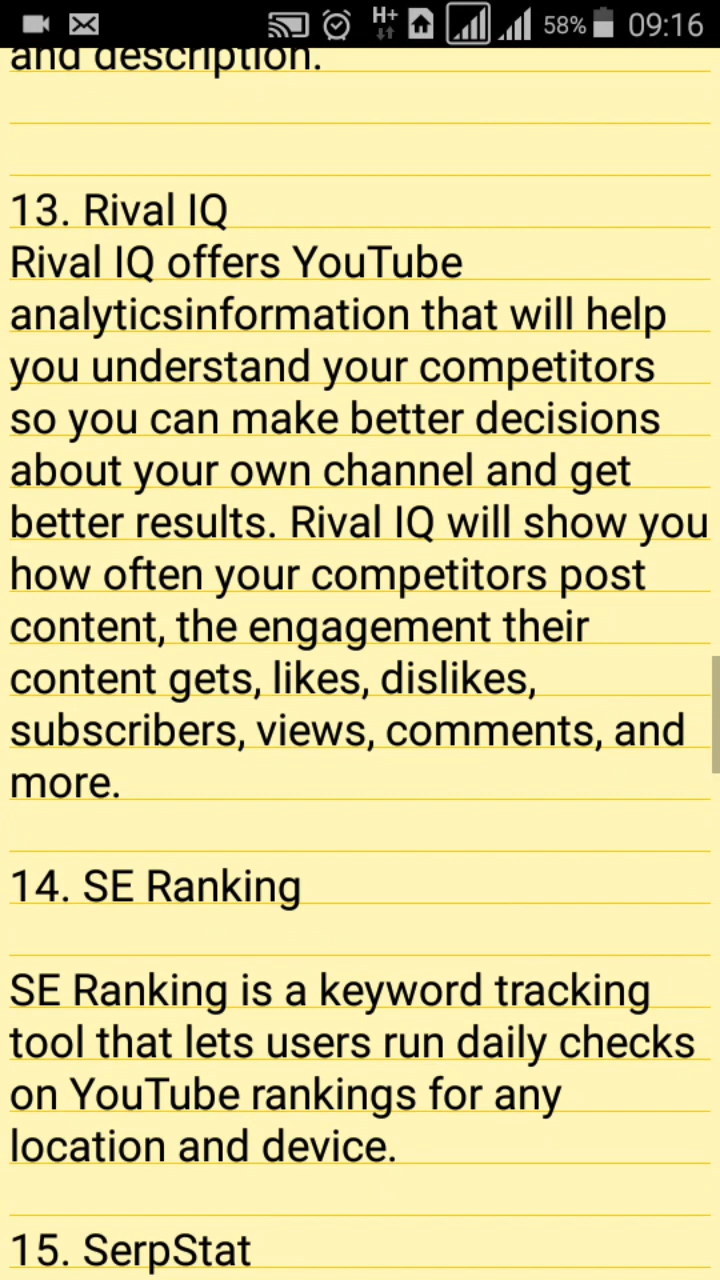 H+ 58% 09:16
and description.
13. Rival IQ
Rival IQ offers YouTube
analyticsinformation that will help
you understand your competitors
so you can make better decisions
about your own channel and get
better results. Rival IQ will show you
how often your competitors post
content, the engagement their
content gets, likes, dislikes,
subscribers, views, comments, and
more.
14. SE Ranking
SE Ranking is a keyword tracking
tool that lets users run daily checks
on YouTube rankings for any
location and device.
15. SerpStat